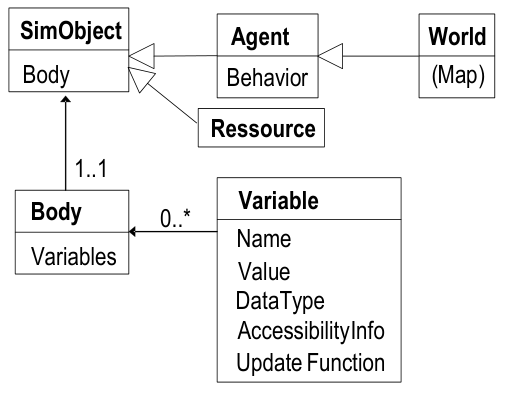 SimObject
Body
Agent
Behavior
World
(Map)
Ressource
1..1
Body
Variables
0..*
Variable
Name
Value
DataType
AccessibilityInfo
Update Function